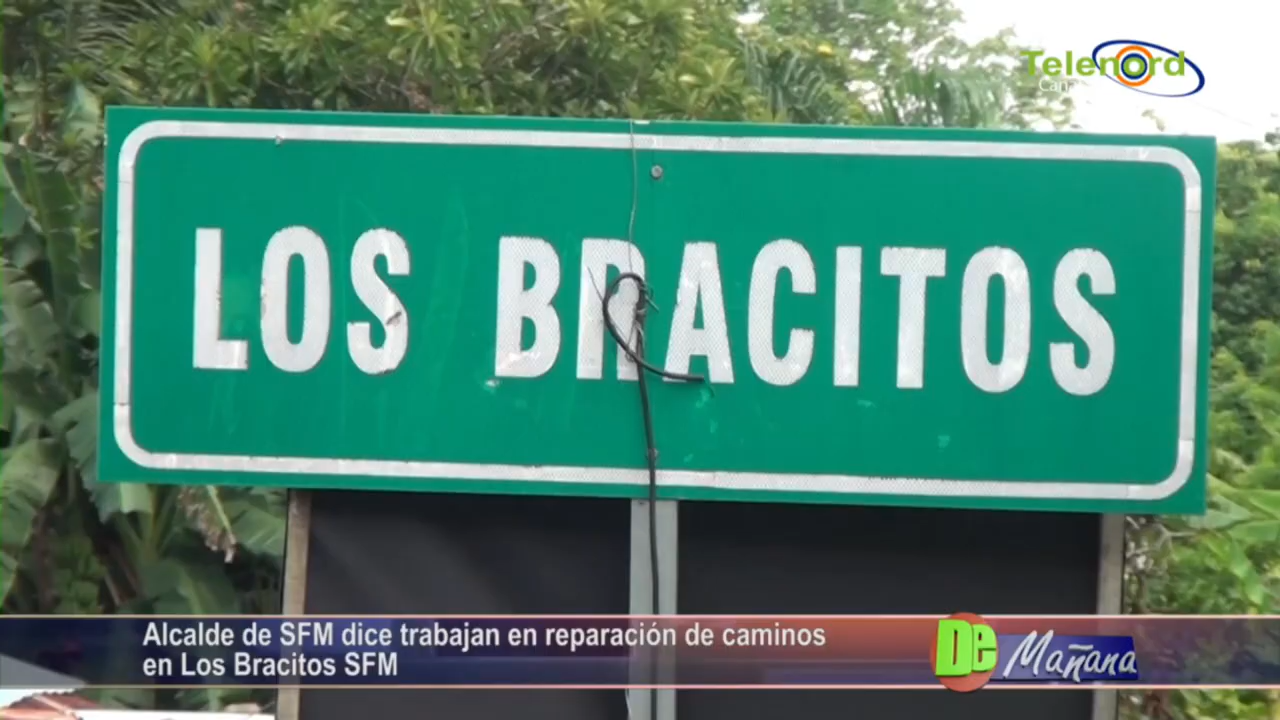 Telenord
LOS BRACITOS
Alcalde de SFM dice trabajan en reparación de caminos
en Los Bracitos SFM
De Mañana